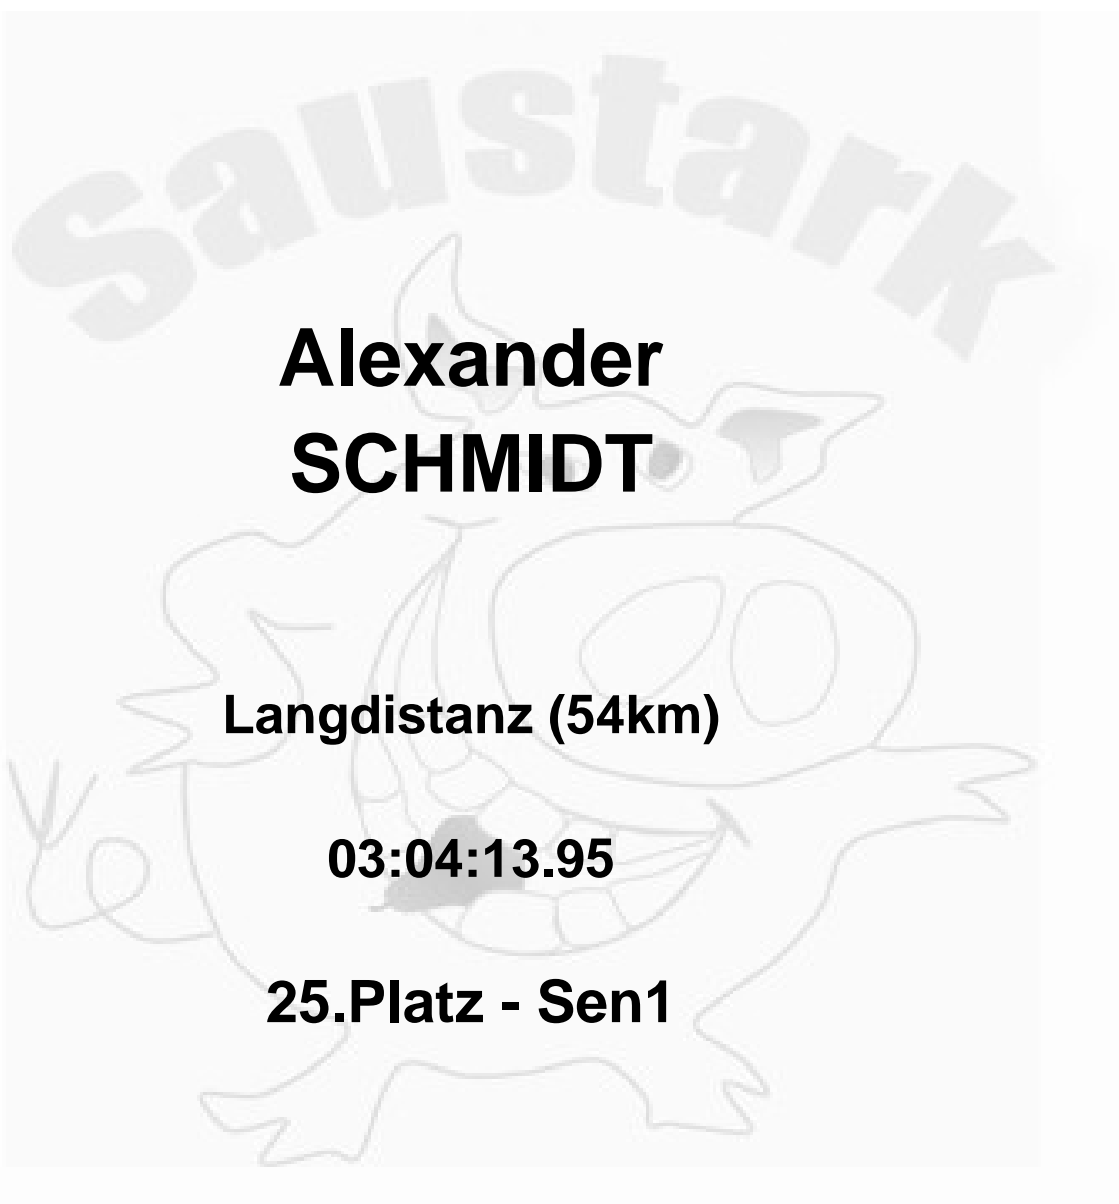 Saustark
Alexander
SCHMIDT
Langdistanz (54km)
03:04:13.95
25.Platz - Sen1